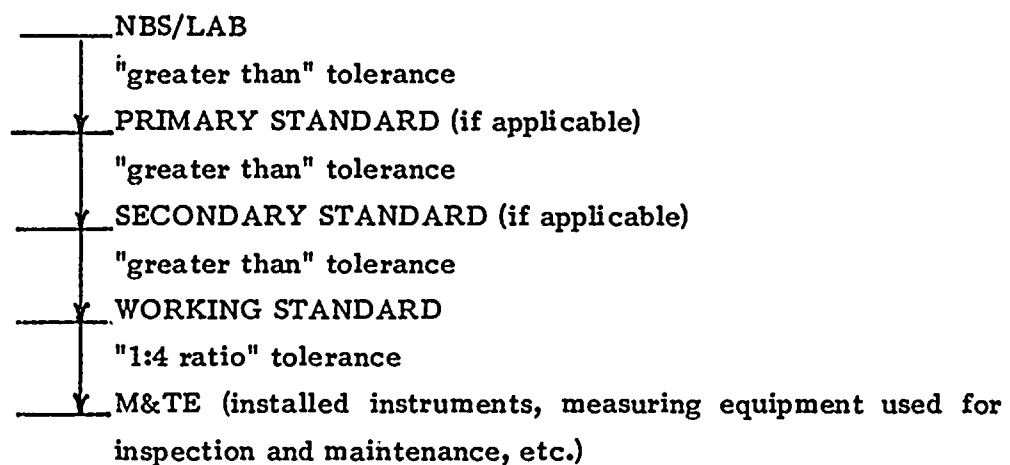 NBS/LAB
"greater than" tolerance
PRIMARY STANDARD (if applicable)
"greater than" tolerance
SECONDARY STANDARD (if applicable)
"greater than" tolerance
WORKING STANDARD
"1:4 ratio" tolerance
M&TE (installed instruments, measuring equipment used for
inspection and maintenance, etc.)